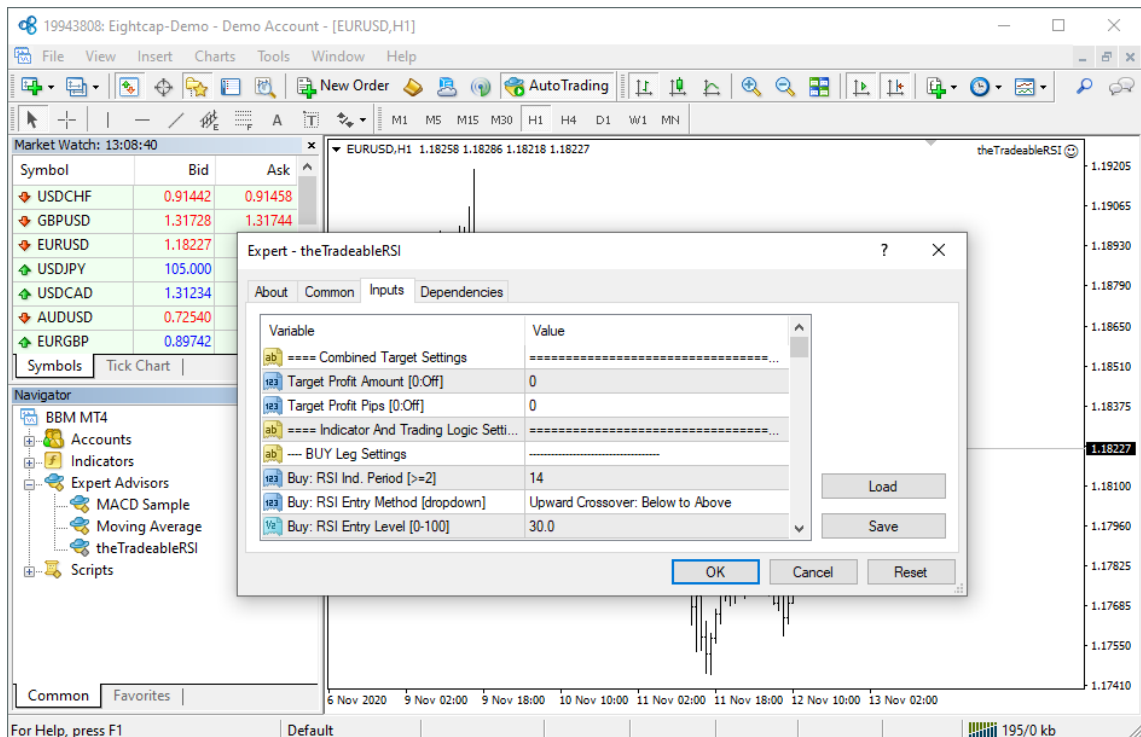 19943808: Eightcap-Demo - Demo Account - [EURUSD,H1]
File View Insert Charts Tools Window Help
New Order AutoTrading
A T M1 M5 M15 M30 H1 H4 D1 W1 MN
Market Watch: 13:08:40
Symbol Bid Ask
USDCHF 0.91442 0.91458
GBPUSD 1.31728 1.31744
EURUSD 1.18227
USDJPY 105.000
USDCAD 1.31234
AUDUSD 0.72540
EURGBP 0.89742
Symbols Tick Chart
Navigator
BBM MT4
Accounts
Indicators
Expert Advisors
MACD Sample
Moving Average
theTradeableRSI
Scripts
Common Favorites
EURUSD,H1 1.18258 1.18286 1.18218 1.18227
theTradeableRSI
1.19205
1.19065
1.18930
1.18790
1.18650
1.18510
1.18375
1.18227
1.18100
1.17960
1.17825
1.17685
1.17550
1.17410
Expert - theTradeableRSI
About Common Inputs Dependencies
Variable Value
ab ==== Combined Target Settings =================================...
123 Target Profit Amount [0:Off] 0
123 Target Profit Pips [0:Off] 0
ab ==== Indicator And Trading Logic Setti... =================================...
ab ---- BUY Leg Settings ------------------------------------
123 Buy: RSI Ind. Period [>=2] 14
123 Buy: RSI Entry Method [dropdown] Upward Crossover: Below to Above
½ Buy: RSI Entry Level [0-100] 30.0
Load
Save
OK Cancel Reset
6 Nov 2020 9 Nov 02:00 9 Nov 18:00 10 Nov 10:00 11 Nov 02:00 11 Nov 18:00 12 Nov 10:00 13 Nov 02:00
For Help, press F1 Default 195/0 kb